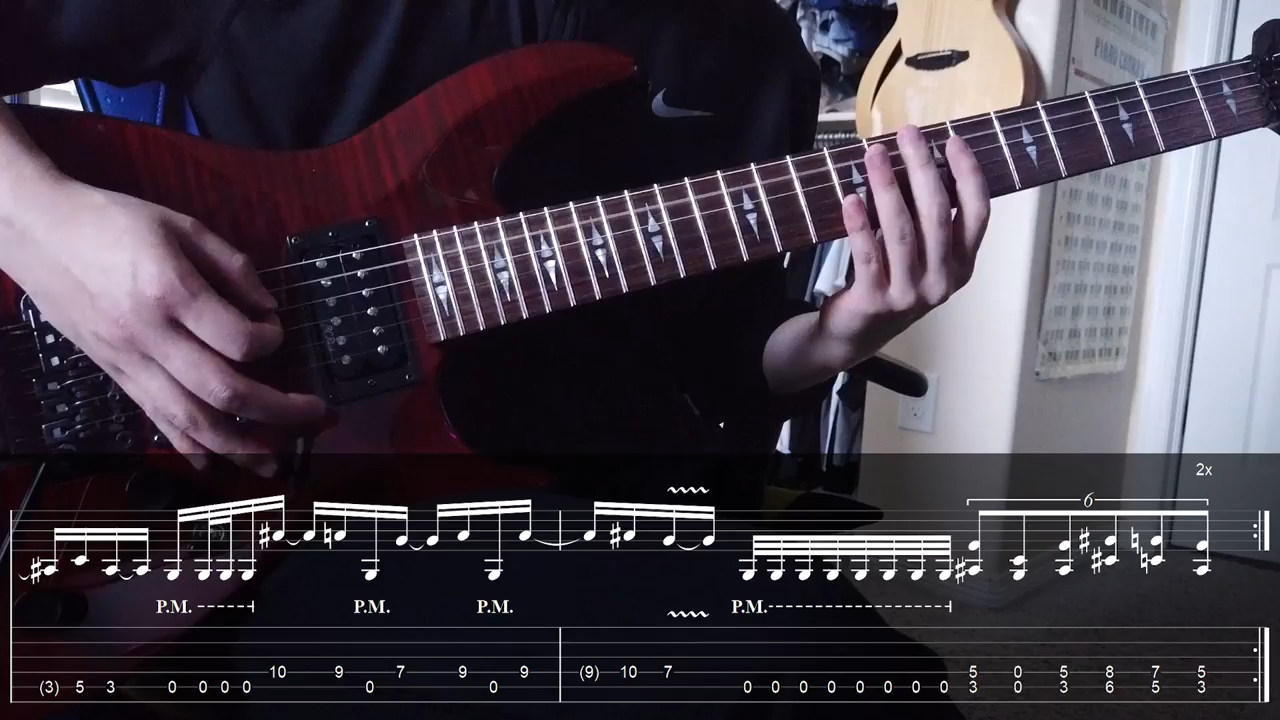 2x
6
P.M. P.M. P.M. P.M.
10 9 7 9 9 (9) 10 7 5 0 5 8 7 5
(3) 5 3 0 0 0 0 0 0 0 0 0 0 0 0 0 0 3 0 3 6 5 3